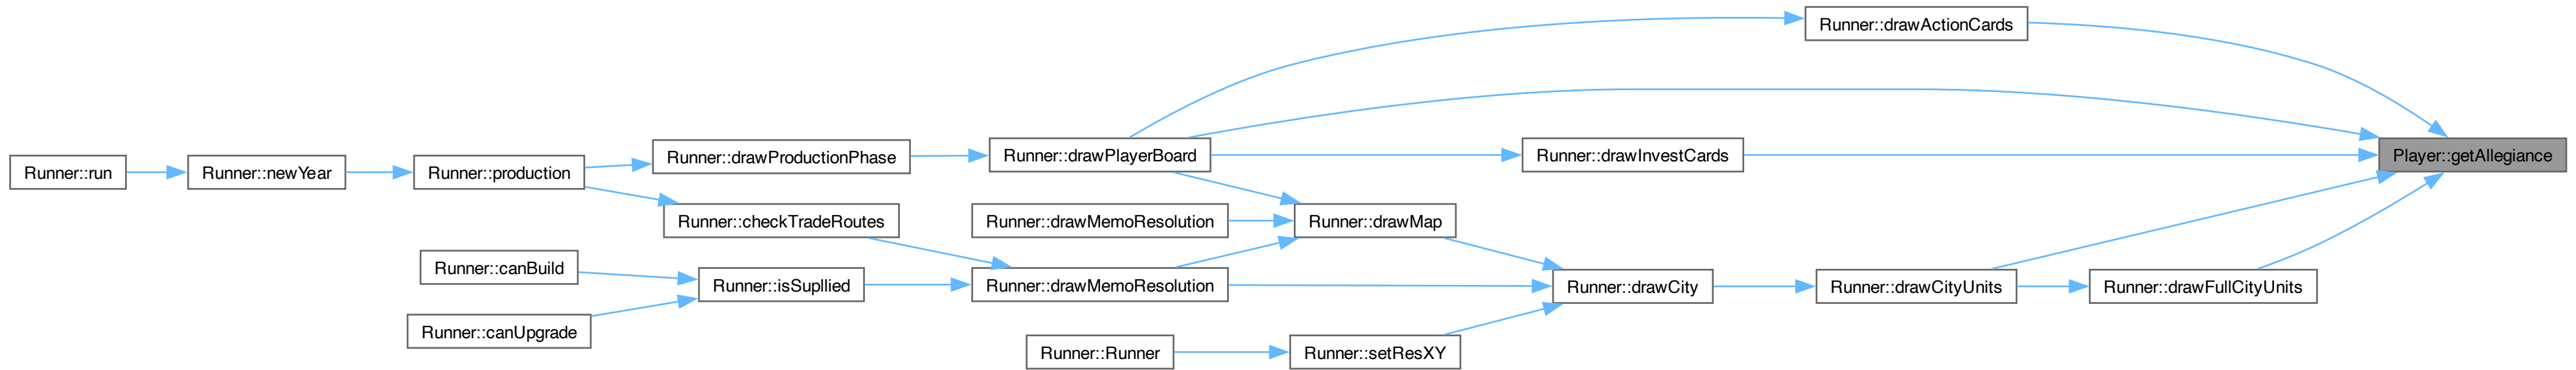 Runner::drawActionCards
Runner::run
Runner::newYear
Runner::production
Runner::drawProductionPhase
Runner::drawPlayerBoard
Runner::drawInvestCards
Player::getAllegiance
Runner::checkTradeRoutes
Runner::drawMemoResolution
Runner::drawMap
Runner::canBuild
Runner::isSupllied
Runner::drawMemoResolution
Runner::drawCity
Runner::drawCityUnits
Runner::drawFullCityUnits
Runner::canUpgrade
Runner::Runner
Runner::setResXY